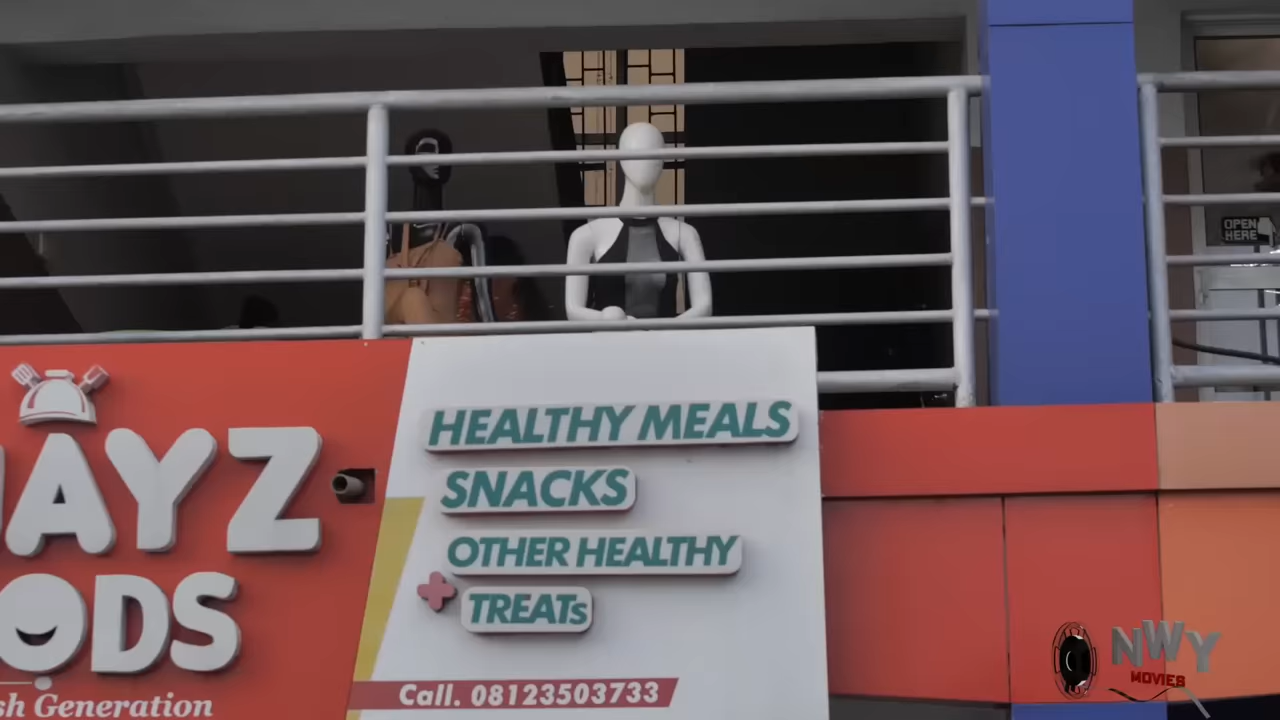 OPEN
HERE
AYZ
ODS
sh Generation
HEALTHY MEALS
SNACKS
OTHER HEALTHY
+ TREATs
Call. 08123503733
NWY
MOVIES